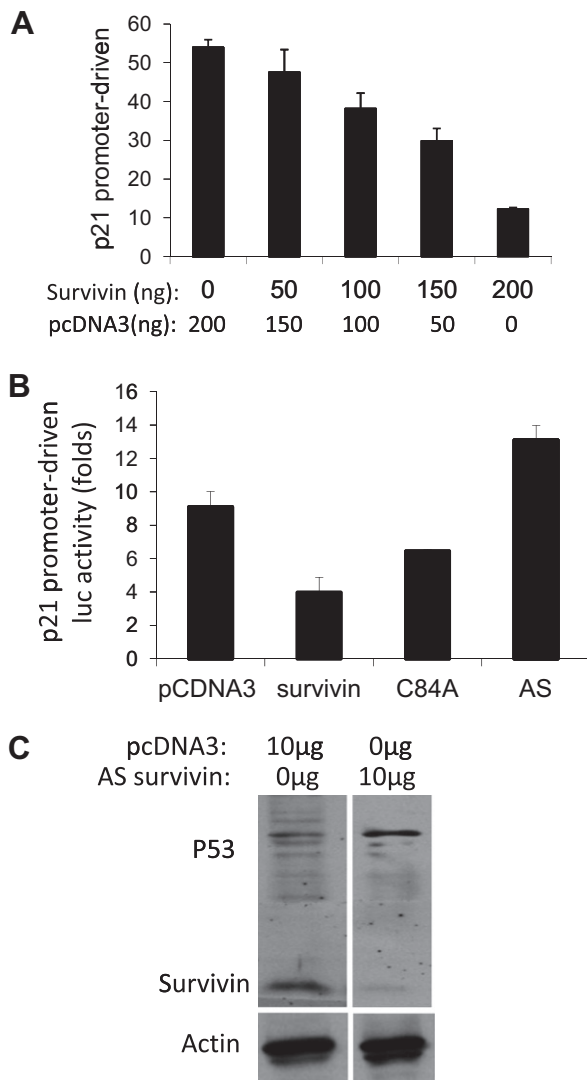 A
p21 promoter-driven
60
50
40
30
20
10
0
Survivin (ng): 0 50 100 150 200
pcDNA3(ng): 200 150 100 50 0
B
p21 promoter-driven
luc activity (folds)
16
14
12
10
8
6
4
2
0
pCDNA3 survivin C84A AS
C
pcDNA3: 10µg 0µg
AS survivin: 0µg 10µg
P53
Survivin
Actin